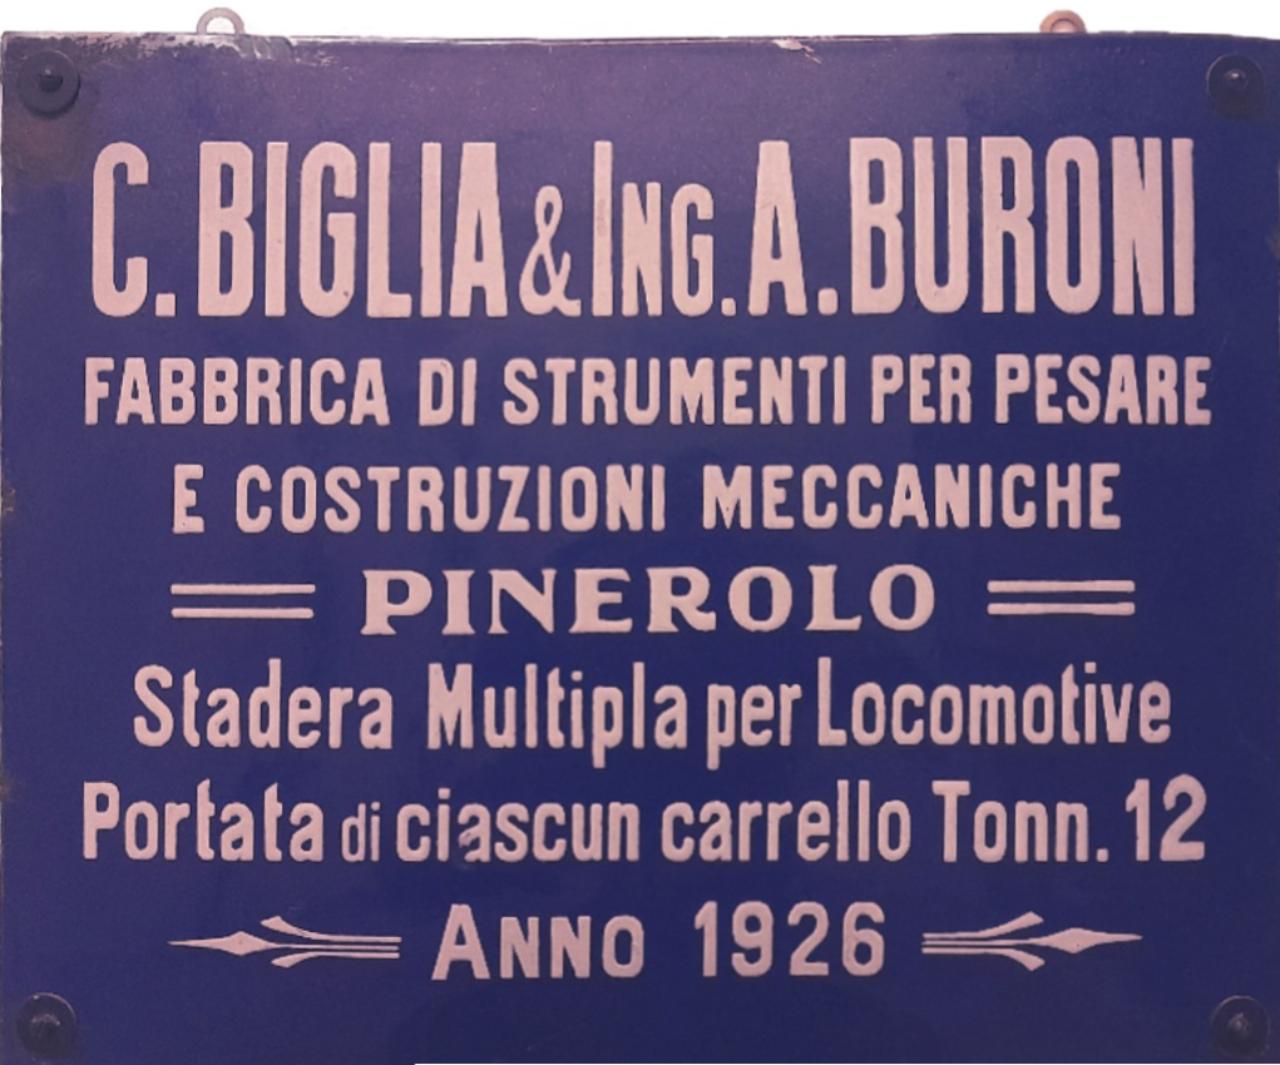 C. BIGLIA & ING. A. BURONI
FABBRICA DI STRUMENTI PER PESARE
E COSTRUZIONI MECCANICHE
PINEROLO
Stadera Multipla per Locomotive
Portata di ciascun carrello Tonn. 12
ANNO 1926